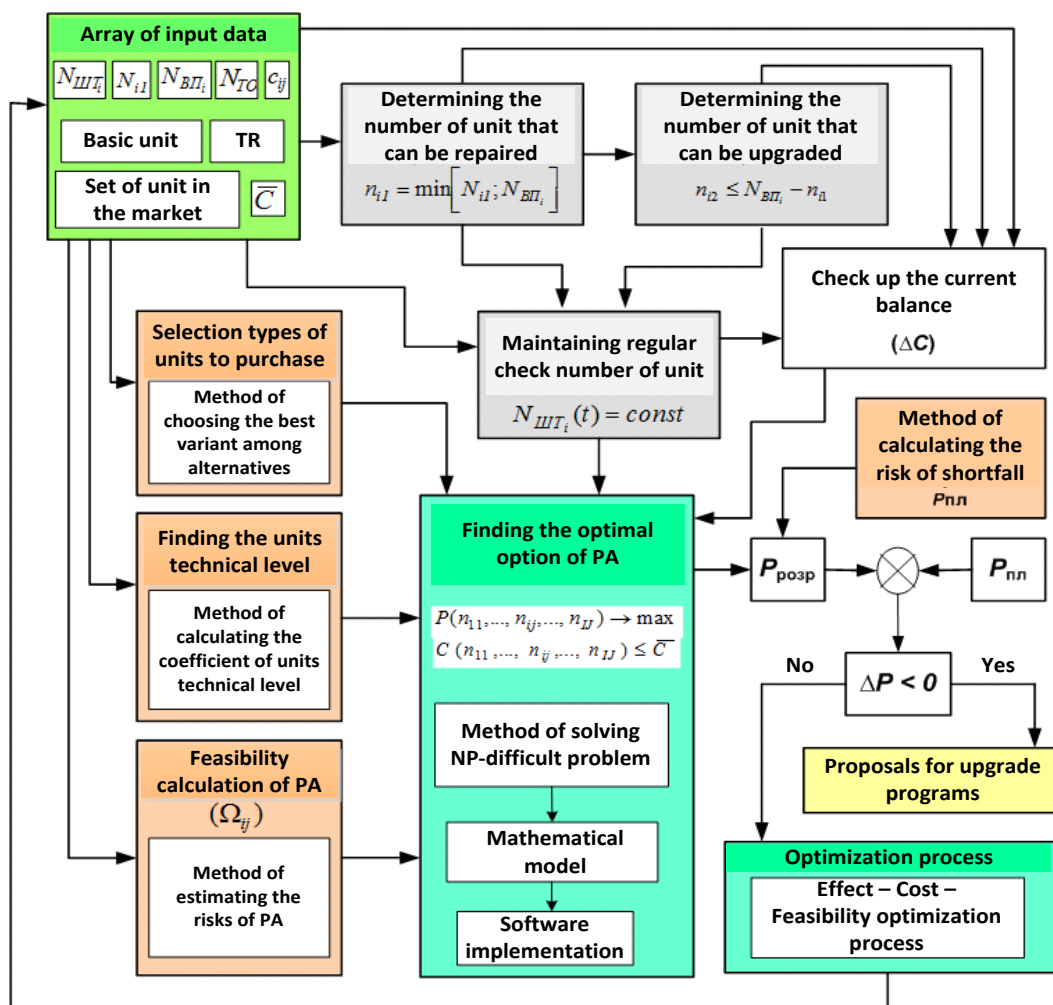 Array of input data
N_ШТi N_i1 N_ВПi N_ТО c_ij
Basic unit
TR
Set of unit in
the market
C̅
Determining the
number of unit that
can be repaired
n_i1 = min[N_i1; N_ВПi]
Determining the
number of unit that
can be upgraded
n_i2 ≤ N_ВПi − n_i1
Check up the current
balance
(ΔC)
Selection types of
units to purchase
Method of
choosing the best
variant among
alternatives
Maintaining regular
check number of unit
N_ШТi(t) = const
Method of
calculating the
risk of shortfall
Pпл
Finding the units
technical level
Method of
calculating the
coefficient of units
technical level
Finding the optimal
option of PA
P(n_11,..., n_ij,..., n_IJ) → max
C (n_11,..., n_ij,..., n_IJ) ≤ C̅
Method of solving
NP-difficult problem
Mathematical
model
Software
implementation
P_розр
P_пл
No
ΔP < 0
Yes
Proposals for upgrade
programs
Feasibility
calculation of PA
(Ω_ij)
Method of
estimating the
risks of PA
Optimization process
Effect – Cost –
Feasibility optimization
process